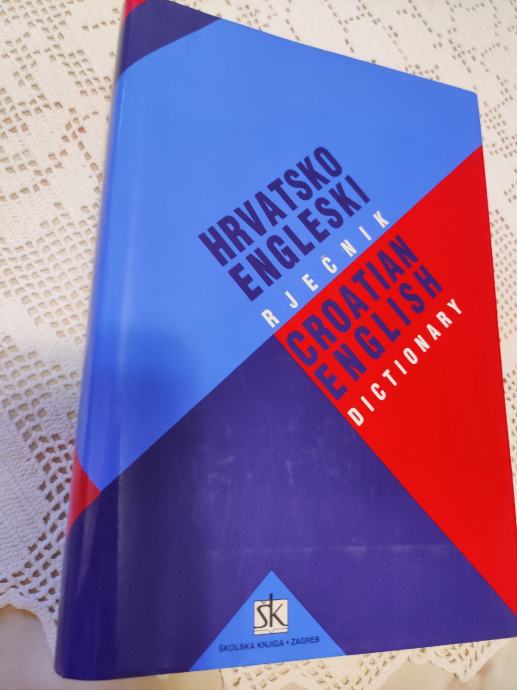 HRVATSKO
ENGLESKI
RJEČNIK
CROATIAN
ENGLISH
DICTIONARY
ŠK
ŠKOLSKA KNJIGA • ZAGREB